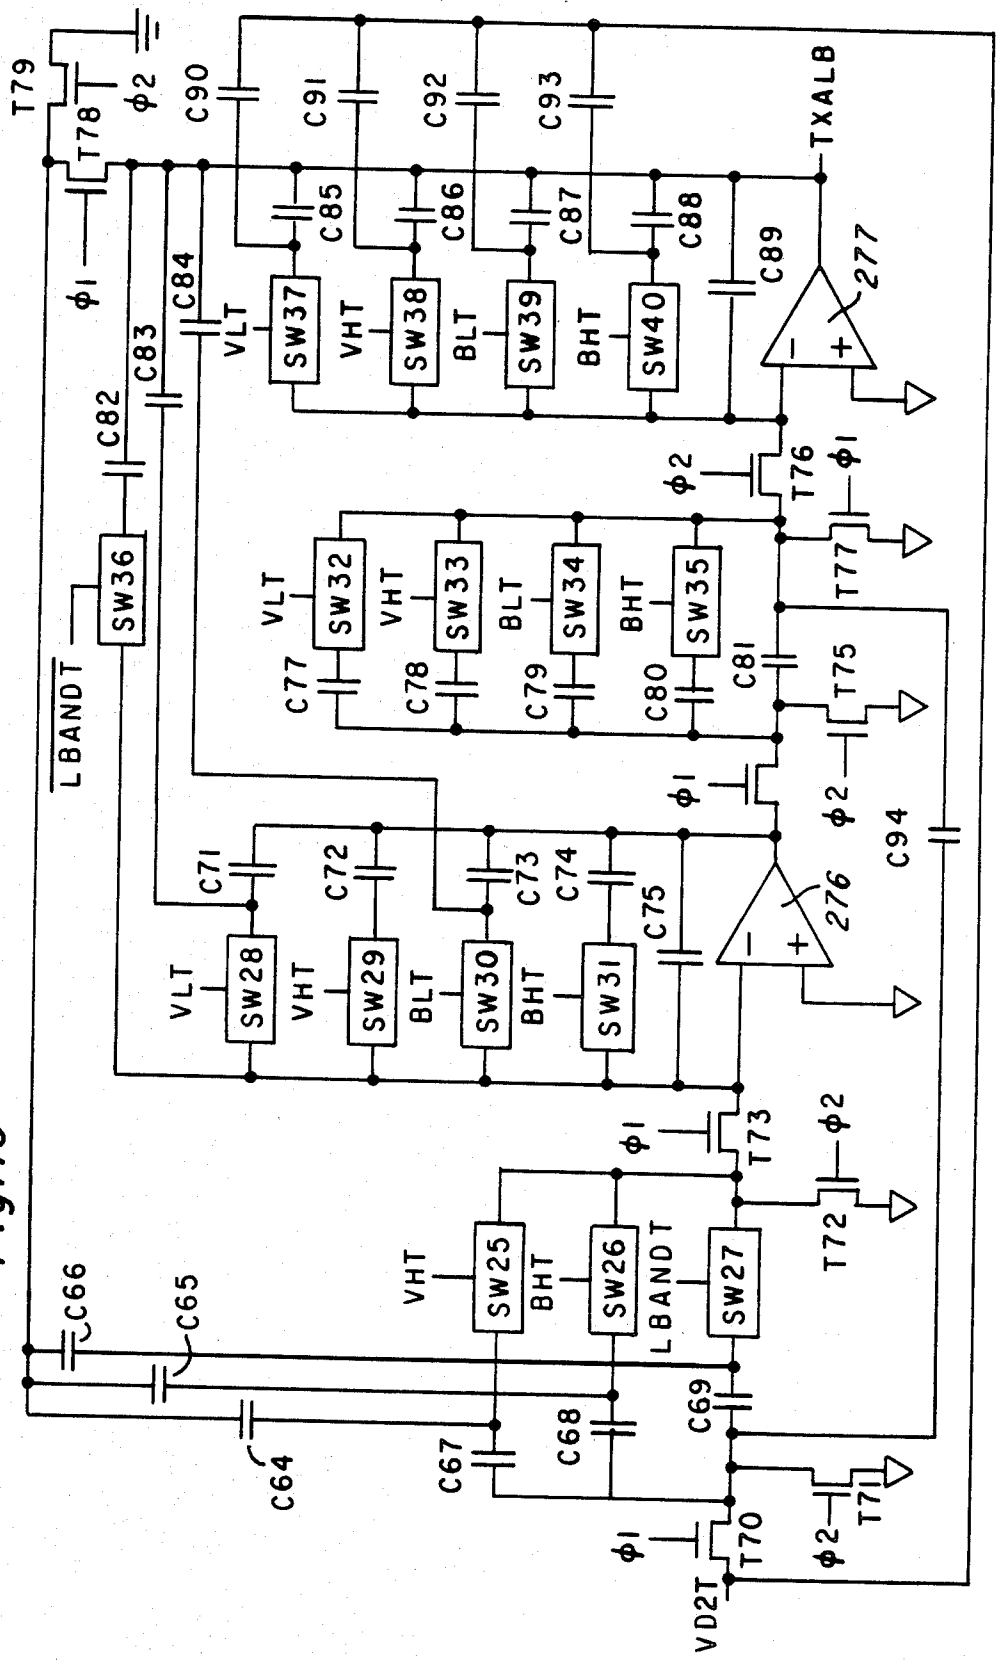 T79
φ2
T78
φ1
LBANDT
SW36
C82
C83
C84
C90
C91
C92
C93
C66
C65
C64
VLT
SW28
C71
VHT
SW29
C72
BLT
SW30
C73
BHT
SW31
C74
C75
VLT
C77
SW32
VHT
C78
SW33
BLT
C79
SW34
BHT
C80
SW35
C81
VLT
SW37
C85
VHT
SW38
C86
BLT
SW39
C87
BHT
SW40
C88
C89
VHT
C67
SW25
BHT
C68
SW26
LBANDT
C69
SW27
VD2T
φ1
T70
φ2
T71
T72
φ2
φ1
T73
−
+
276
φ1
φ2
T75
φ2
T76
T77
φ1
−
+
277
TXALB
C94